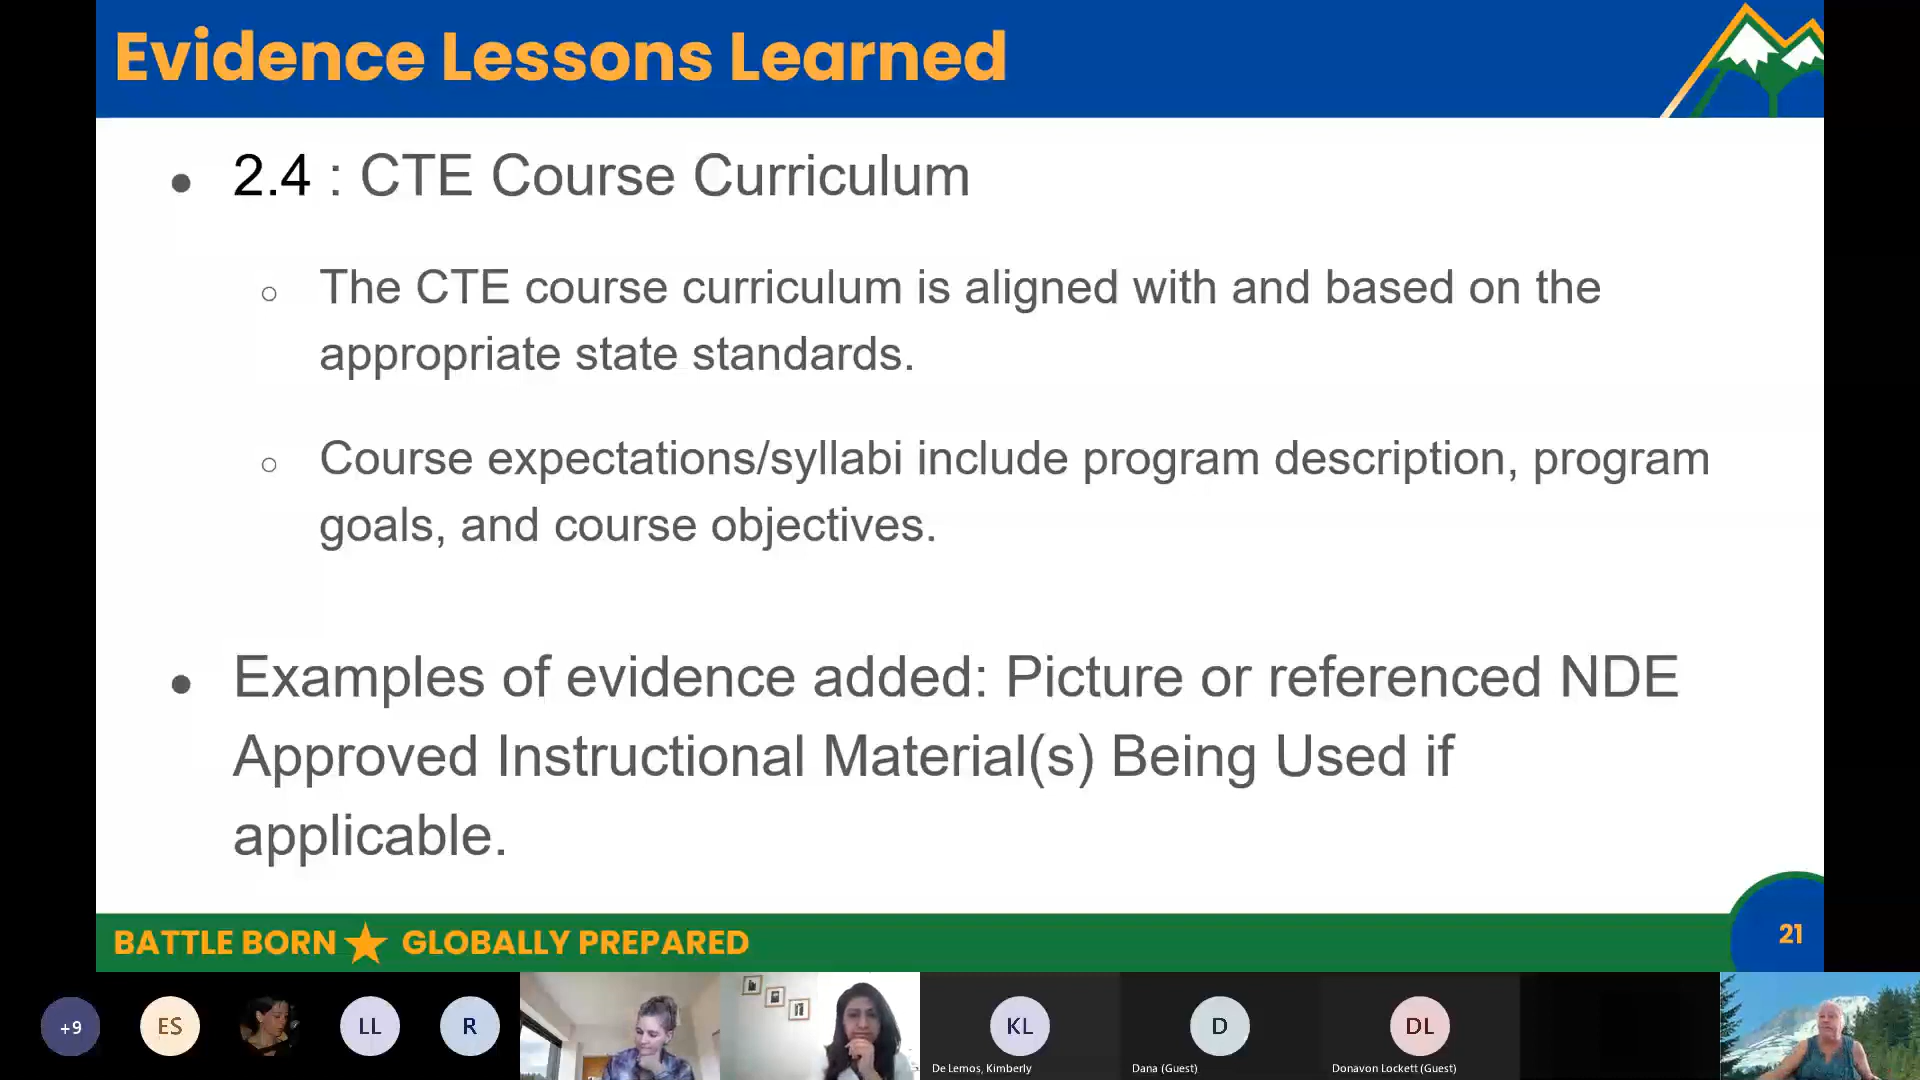 Evidence Lessons Learned
● 2.4 : CTE Course Curriculum
○ The CTE course curriculum is aligned with and based on the
appropriate state standards.
○ Course expectations/syllabi include program description, program
goals, and course objectives.
● Examples of evidence added: Picture or referenced NDE
Approved Instructional Material(s) Being Used if
applicable.
BATTLE BORN ★ GLOBALLY PREPARED
21
+9
ES
LL
R
KL
D
DL
De Lemos, Kimberly
Dana (Guest)
Donavon Lockett (Guest)